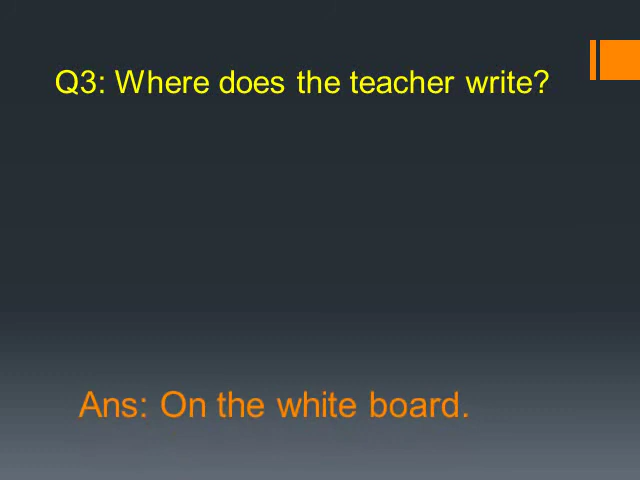 Q3: Where does the teacher write?
Ans: On the white board.